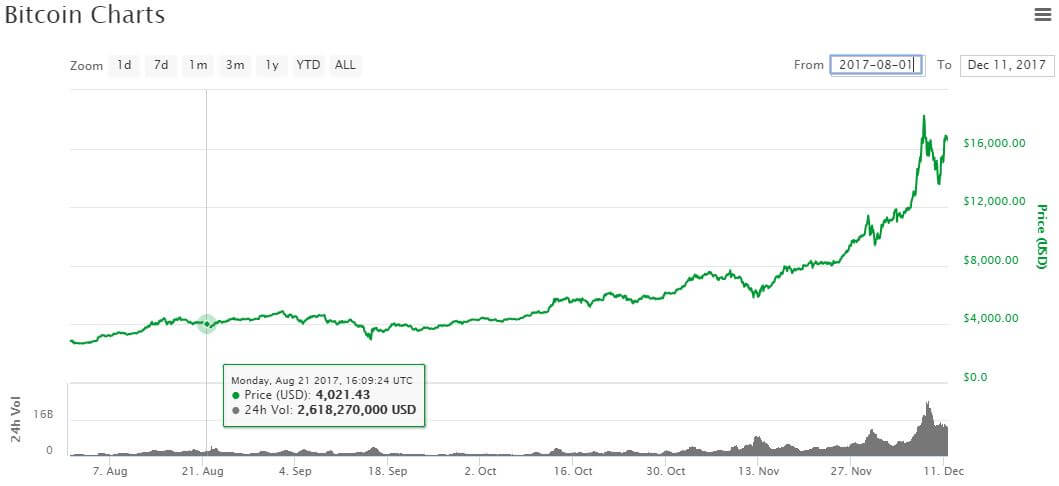 Bitcoin Charts
Zoom 1d 7d 1m 3m 1y YTD ALL
From 2017-08-01 To Dec 11, 2017
$16,000.00
$12,000.00
$8,000.00
$4,000.00
$0.0
Price (USD)
Monday, Aug 21 2017, 16:09:24 UTC
● Price (USD): 4,021.43
● 24h Vol: 2,618,270,000 USD
24h Vol
16B
0
7. Aug 21. Aug 4. Sep 18. Sep 2. Oct 16. Oct 30. Oct 13. Nov 27. Nov 11. Dec